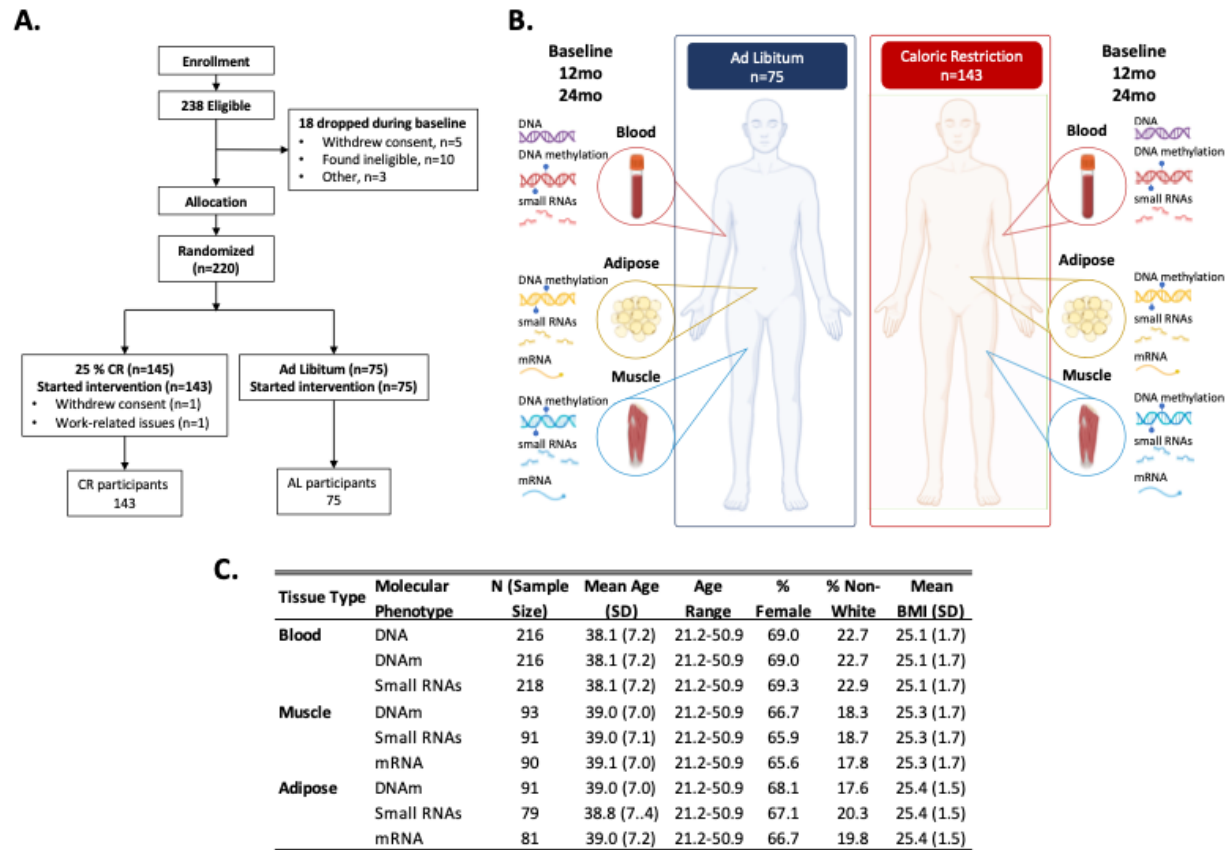 A.
Enrollment
238 Eligible
18 dropped during baseline
• Withdrew consent, n=5
• Found ineligible, n=10
• Other, n=3
Allocation
Randomized
(n=220)
25 % CR (n=145)
Started intervention (n=143)
• Withdrew consent (n=1)
• Work-related issues (n=1)
Ad Libitum (n=75)
Started intervention (n=75)
CR participants
143
AL participants
75
B.
Baseline
12mo
24mo
Ad Libitum
n=75
Caloric Restriction
n=143
Baseline
12mo
24mo
DNA
DNA methylation
small RNAs
Blood
DNA methylation
small RNAs
mRNA
Adipose
DNA methylation
small RNAs
mRNA
Muscle
Blood
DNA
DNA methylation
small RNAs
Adipose
DNA methylation
small RNAs
mRNA
Muscle
DNA methylation
small RNAs
mRNA
C.
Tissue Type Molecular Phenotype N (Sample Size) Mean Age (SD) Age Range % Female % Non-White Mean BMI (SD)
Blood DNA 216 38.1 (7.2) 21.2-50.9 69.0 22.7 25.1 (1.7)
DNAm 216 38.1 (7.2) 21.2-50.9 69.0 22.7 25.1 (1.7)
Small RNAs 218 38.1 (7.2) 21.2-50.9 69.3 22.9 25.1 (1.7)
Muscle DNAm 93 39.0 (7.0) 21.2-50.9 66.7 18.3 25.3 (1.7)
Small RNAs 91 39.0 (7.1) 21.2-50.9 65.9 18.7 25.3 (1.7)
mRNA 90 39.1 (7.0) 21.2-50.9 65.6 17.8 25.3 (1.7)
Adipose DNAm 91 39.0 (7.0) 21.2-50.9 68.1 17.6 25.4 (1.5)
Small RNAs 79 38.8 (7..4) 21.2-50.9 67.1 20.3 25.4 (1.5)
mRNA 81 39.0 (7.2) 21.2-50.9 66.7 19.8 25.4 (1.5)